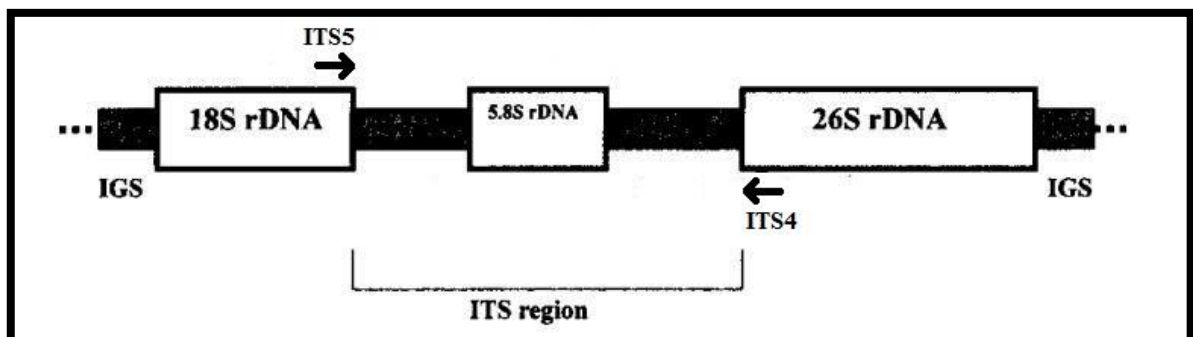 ITS5
18S rDNA
5.8S rDNA
26S rDNA
IGS
IGS
ITS4
ITS region